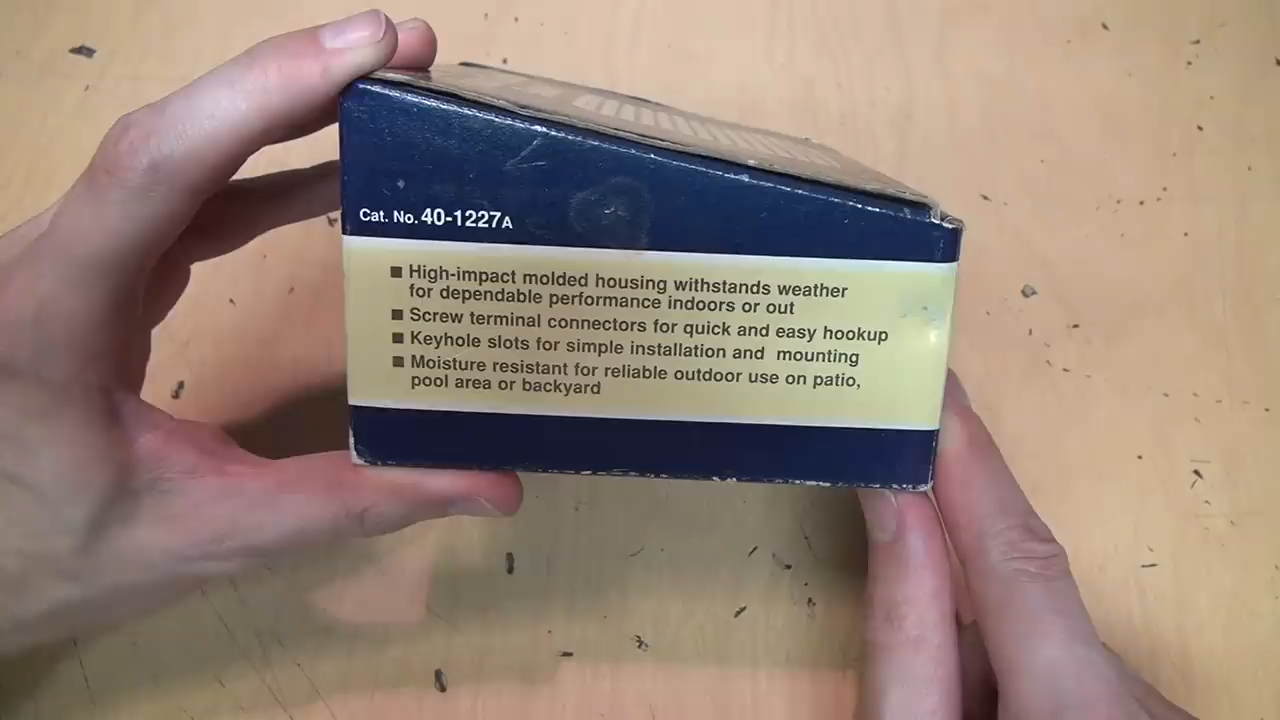 Cat. No. 40-1227A
■ High-impact molded housing withstands weather
for dependable performance indoors or out
■ Screw terminal connectors for quick and easy hookup
■ Keyhole slots for simple installation and mounting
■ Moisture resistant for reliable outdoor use on patio,
pool area or backyard